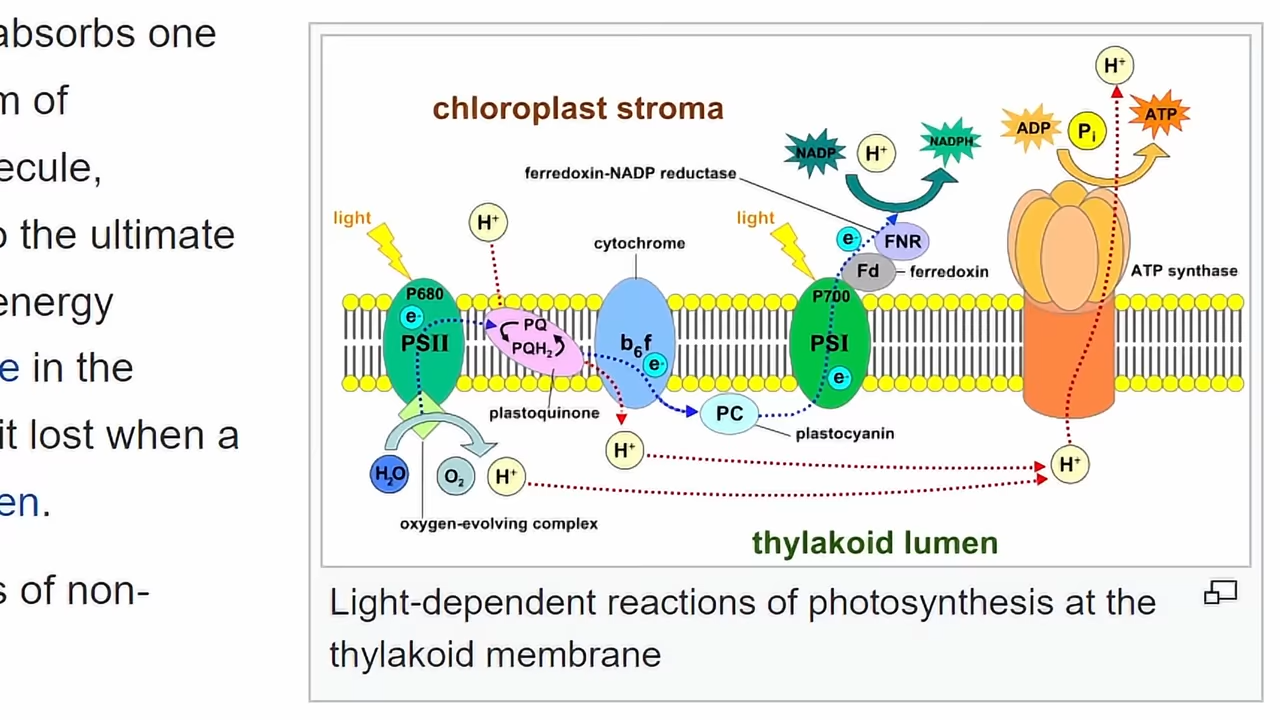 absorbs one
m of
ecule,
o the ultimate
energy
e in the
it lost when a
en.
s of non-
chloroplast stroma
H⁺
ADP
Pᵢ
ATP
NADP
H⁺
NADPH
ferredoxin-NADP reductase
light
H⁺
cytochrome
light
e⁻
FNR
Fd
ferredoxin
ATP synthase
P680
e⁻
PSII
PQ
PQH₂
b₆f
e⁻
P700
PSI
e⁻
plastoquinone
PC
plastocyanin
H₂O
O₂
H⁺
H⁺
H⁺
oxygen-evolving complex
thylakoid lumen
Light-dependent reactions of photosynthesis at the
thylakoid membrane